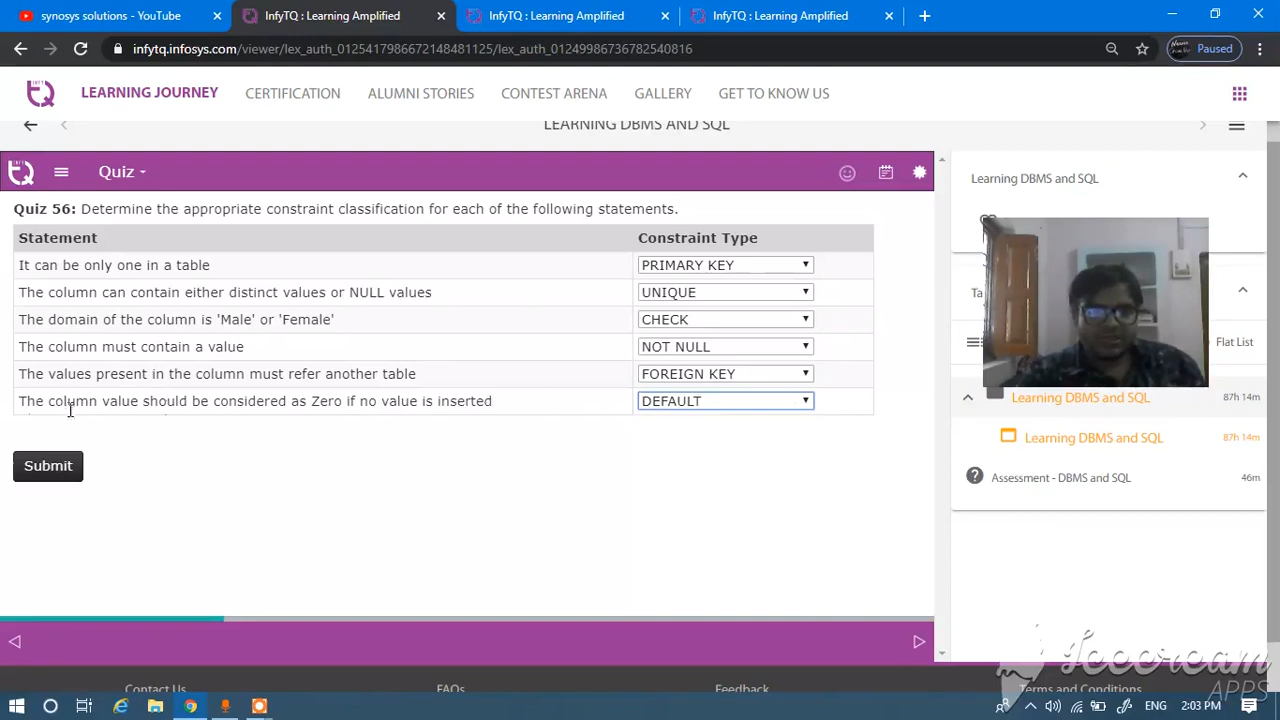 synosys solutions - YouTube
InfyTQ : Learning Amplified
InfyTQ : Learning Amplified
InfyTQ : Learning Amplified
infytq.infosys.com/viewer/lex_auth_012541798667214848​1125/lex_auth_01249986736782540816
Paused
LEARNING JOURNEY
CERTIFICATION
ALUMNI STORIES
CONTEST ARENA
GALLERY
GET TO KNOW US
LEARNING DBMS AND SQL
Quiz
Quiz 56: Determine the appropriate constraint classification for each of the following statements.
Statement Constraint Type
It can be only one in a table PRIMARY KEY
The column can contain either distinct values or NULL values UNIQUE
The domain of the column is 'Male' or 'Female' CHECK
The column must contain a value NOT NULL
The values present in the column must refer another table FOREIGN KEY
The column value should be considered as Zero if no value is inserted DEFAULT
Submit
Learning DBMS and SQL
Ta
Flat List
Learning DBMS and SQL 87h 14m
Learning DBMS and SQL 87h 14m
Assessment - DBMS and SQL 46m
Contact Us
FAQs
Feedback
Terms and Conditions
Icecream
APPS
ENG
2:03 PM